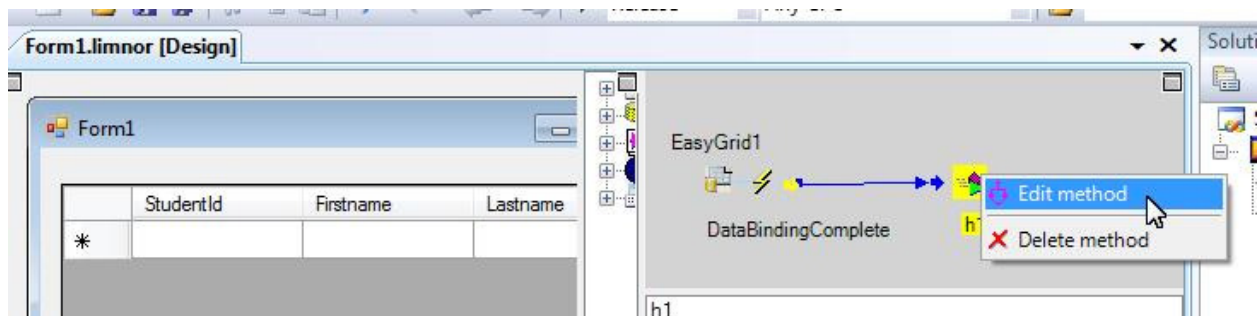 Form1.limnor [Design]
Soluti
Form1
EasyGrid1
StudentId Firstname Lastname
Edit method
DataBindingComplete
Delete method
h1